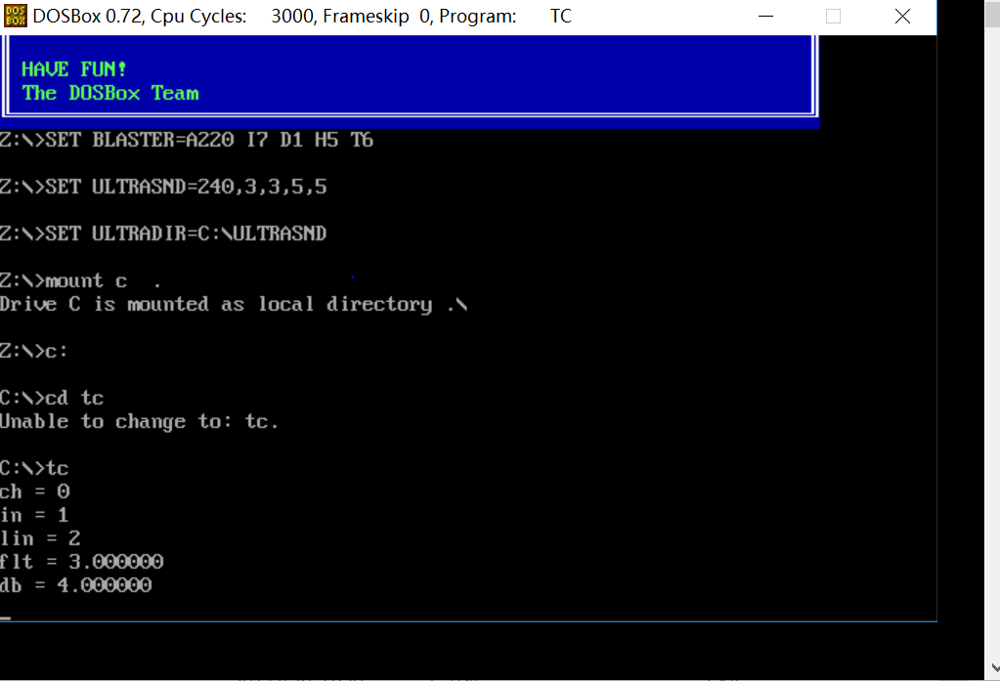 DOS
BOX
DOSBox 0.72, Cpu Cycles: 3000, Frameskip 0, Program: TC
HAVE FUN!
The DOSBox Team
Z:\>SET BLASTER=A220 I7 D1 H5 T6
Z:\>SET ULTRASND=240,3,3,5,5
Z:\>SET ULTRADIR=C:\ULTRASND
Z:\>mount c .
Drive C is mounted as local directory .\
Z:\>c:
C:\>cd tc
Unable to change to: tc.
C:\>tc
ch = 0
in = 1
lin = 2
flt = 3.000000
db = 4.000000